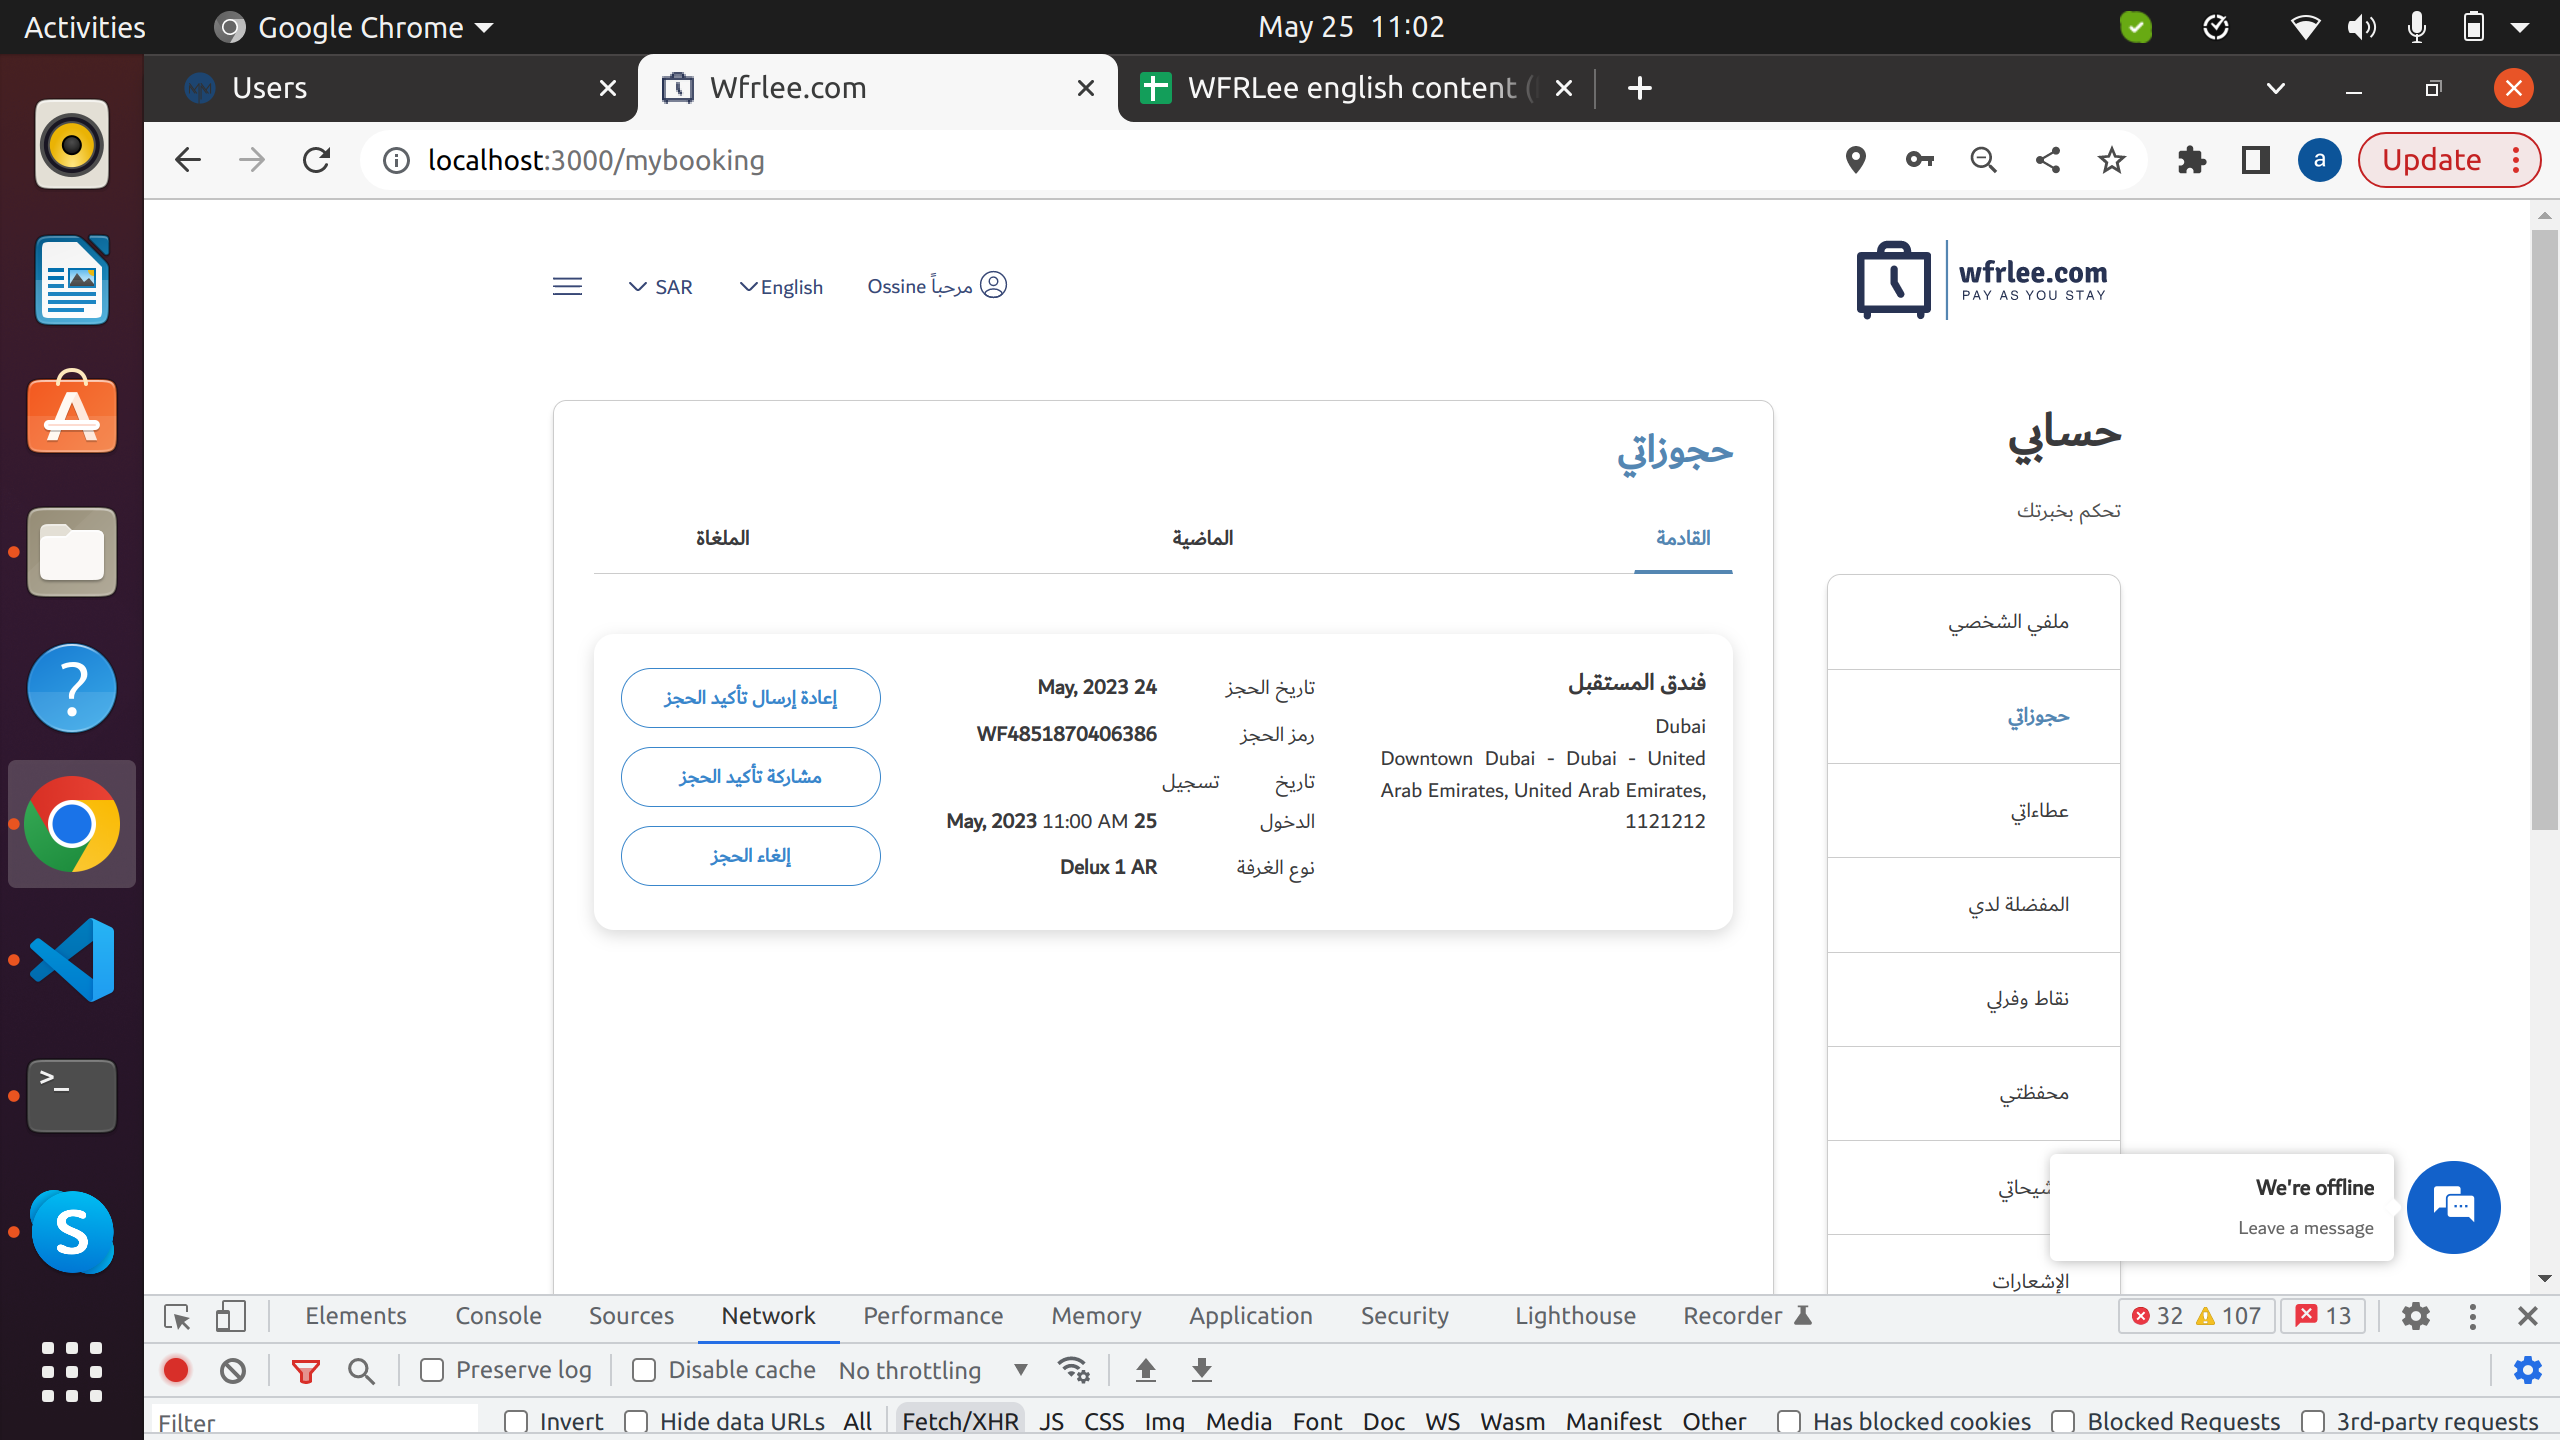 Activities
Google Chrome
May 25 11:02
Users
Wfrlee.com
WFRLee english content (
localhost:3000/mybooking
a
Update
SAR
English
مرحباً Ossine
wfrlee.com
PAY AS YOU STAY
حسابي
تحكم بخبرتك
حجوزاتي
القادمة
الماضية
الملغاة
فندق المستقبل
Dubai
Downtown Dubai - Dubai - United
Arab Emirates, United Arab Emirates,
1121212
تاريخ الحجز
May, 2023 24
رمز الحجز
WF4851870406386
تاريخ تسجيل
الدخول
May, 2023 11:00 AM 25
نوع الغرفة
Delux 1 AR
إعادة إرسال تأكيد الحجز
مشاركة تأكيد الحجز
إلغاء الحجز
ملفي الشخصي
حجوزاتي
عطاءاتي
المفضلة لدي
نقاط وفرلي
محفظتي
شيحاتي
الإشعارات
We're offline
Leave a message
Elements
Console
Sources
Network
Performance
Memory
Application
Security
Lighthouse
Recorder
32
107
13
Preserve log
Disable cache
No throttling
Filter
Invert
Hide data URLs
All
Fetch/XHR
JS
CSS
Img
Media
Font
Doc
WS
Wasm
Manifest
Other
Has blocked cookies
Blocked Requests
3rd-party requests